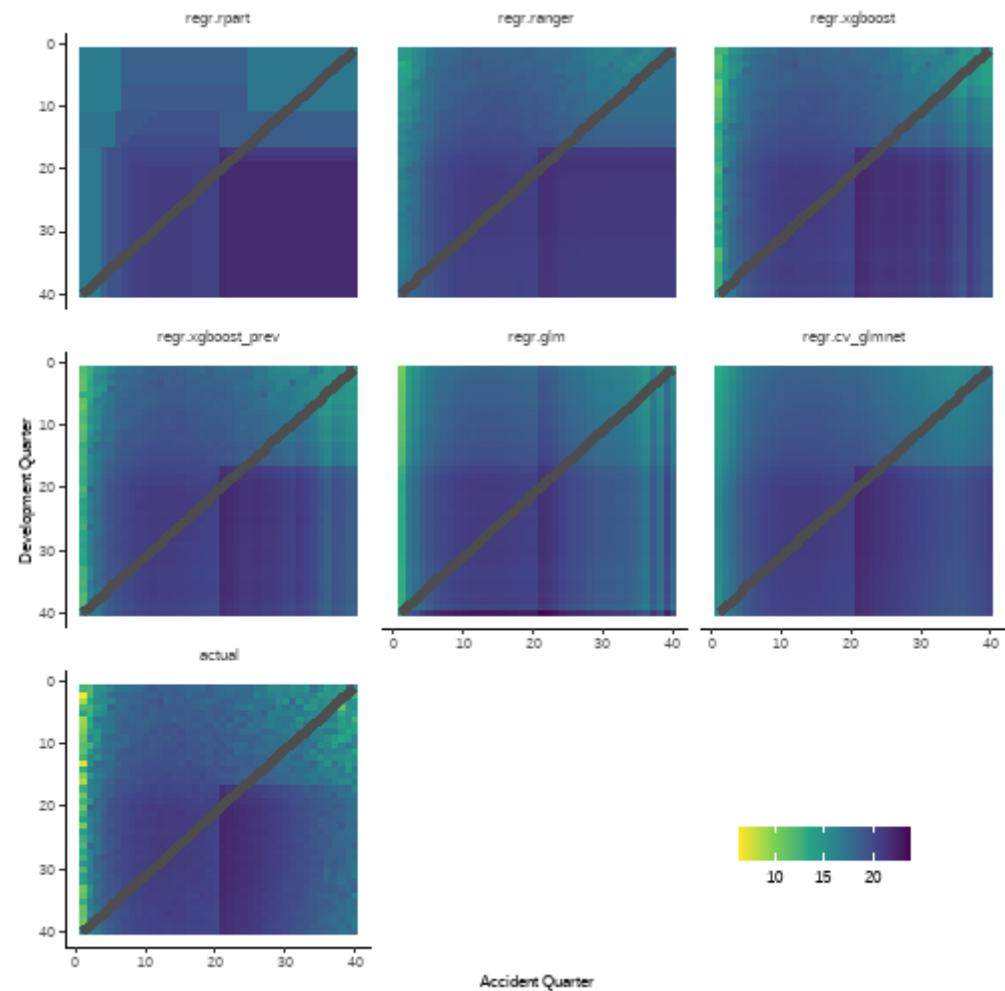 regr.rpart
regr.ranger
regr.xgboost
0
10
20
30
40
regr.xgboost_prev
regr.glm
regr.cv_glmnet
0
10
20
30
40
0 10 20 30 40
0 10 20 30 40
Development Quarter
actual
0
10
20
30
40
0 10 20 30 40
10 15 20
Accident Quarter